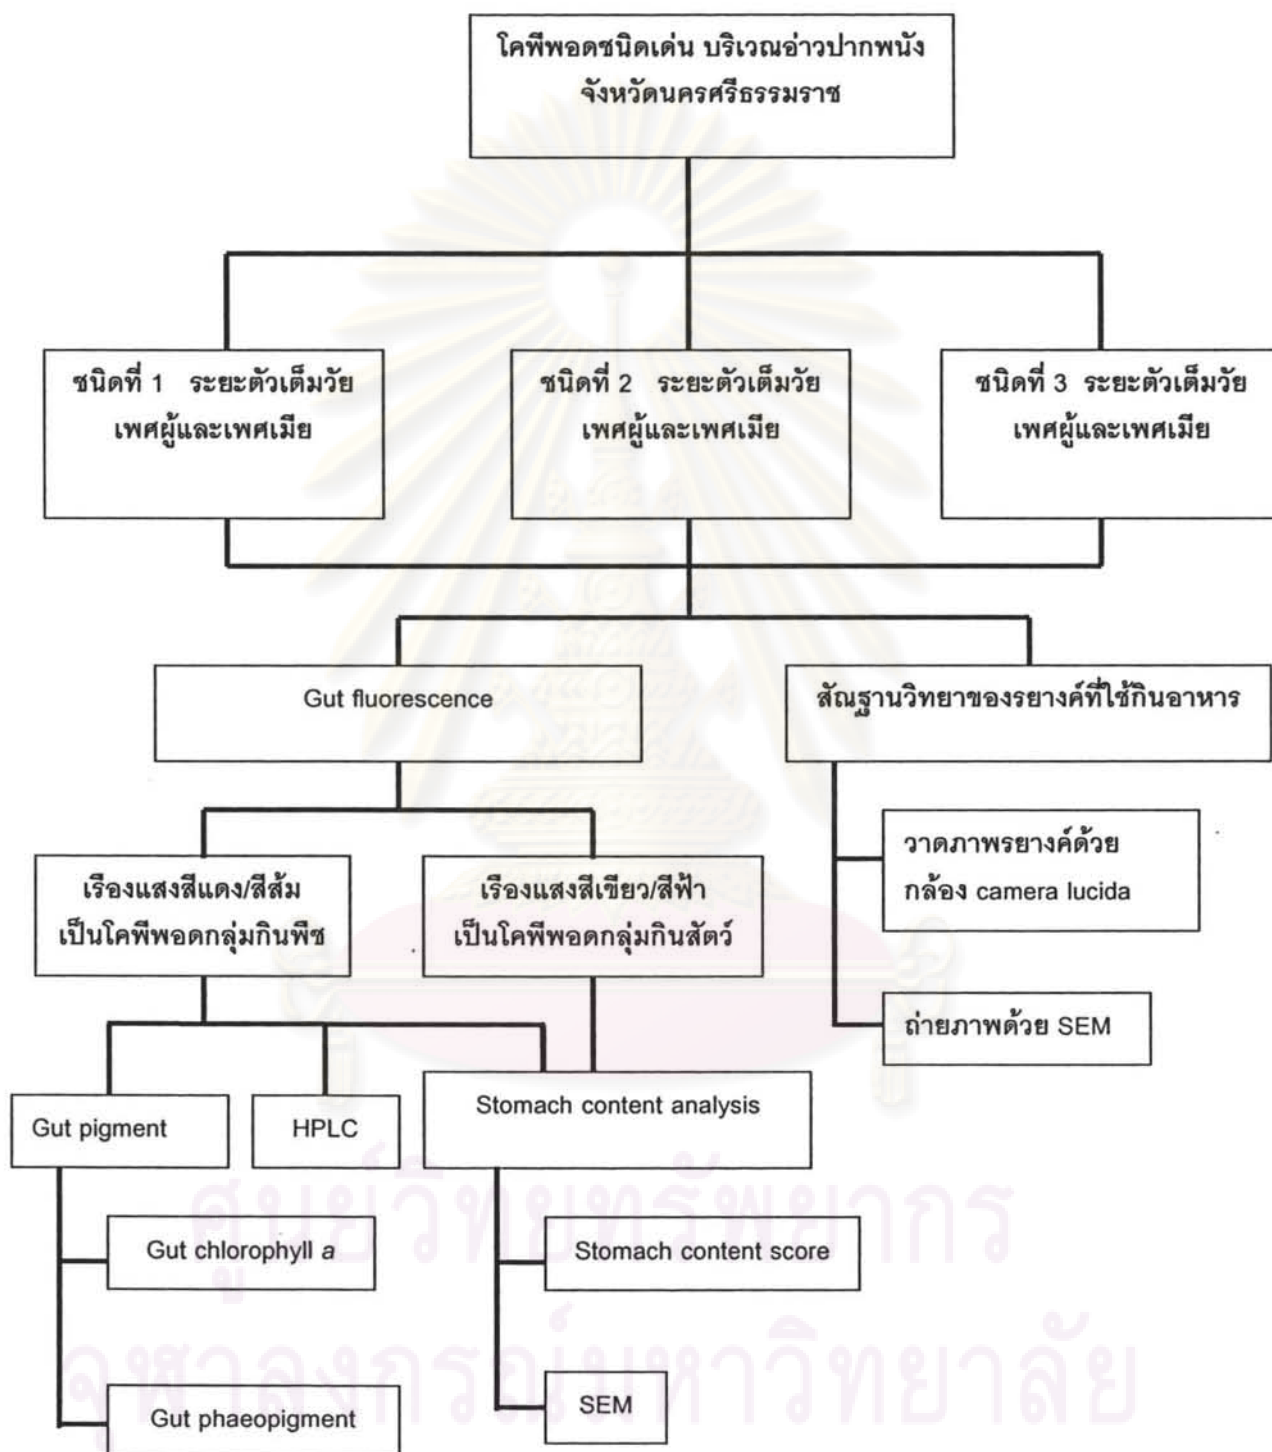 โคพีพอดชนิดเด่น บริเวณอ่าวปากพนัง
จังหวัดนครศรีธรรมราช
ชนิดที่ 1 ระยะตัวเต็มวัย
เพศผู้และเพศเมีย
ชนิดที่ 2 ระยะตัวเต็มวัย
เพศผู้และเพศเมีย
ชนิดที่ 3 ระยะตัวเต็มวัย
เพศผู้และเพศเมีย
Gut fluorescence
สัณฐานวิทยาของรยางค์ที่ใช้กินอาหาร
เรืองแสงสีแดง/สีส้ม
เป็นโคพีพอดกลุ่มกินพืช
เรืองแสงสีเขียว/สีฟ้า
เป็นโคพีพอดกลุ่มกินสัตว์
วาดภาพรยางค์ด้วย
กล้อง camera lucida
ถ่ายภาพด้วย SEM
Gut pigment
HPLC
Stomach content analysis
Gut chlorophyll a
Stomach content score
Gut phaeopigment
SEM
ศูนย์วิทยทรัพยากร
จุฬาลงกรณ์มหาวิทยาลัย